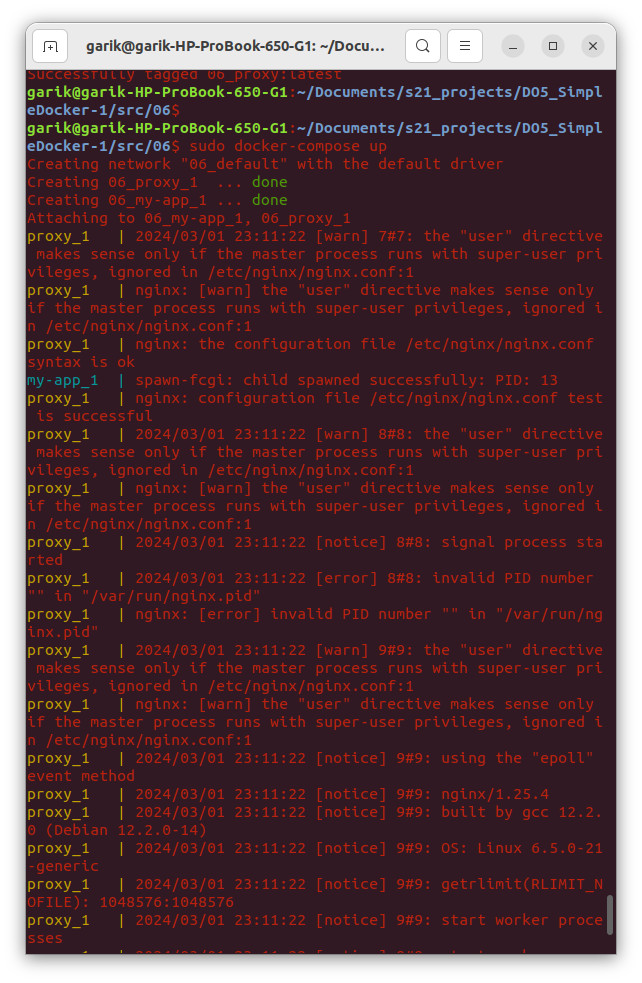 garik@garik-HP-ProBook-650-G1: ~/Docu...
Successfully tagged 06_proxy:latest
garik@garik-HP-ProBook-650-G1:~/Documents/s21_projects/DO5_Simpl
eDocker-1/src/06$
garik@garik-HP-ProBook-650-G1:~/Documents/s21_projects/DO5_Simpl
eDocker-1/src/06$ sudo docker-compose up
Creating network "06_default" with the default driver
Creating 06_proxy_1  ... done
Creating 06_my-app_1 ... done
Attaching to 06_my-app_1, 06_proxy_1
proxy_1   | 2024/03/01 23:11:22 [warn] 7#7: the "user" directive
 makes sense only if the master process runs with super-user pri
vileges, ignored in /etc/nginx/nginx.conf:1
proxy_1   | nginx: [warn] the "user" directive makes sense only
if the master process runs with super-user privileges, ignored i
n /etc/nginx/nginx.conf:1
proxy_1   | nginx: the configuration file /etc/nginx/nginx.conf
syntax is ok
my-app_1  | spawn-fcgi: child spawned successfully: PID: 13
proxy_1   | nginx: configuration file /etc/nginx/nginx.conf test
 is successful
proxy_1   | 2024/03/01 23:11:22 [warn] 8#8: the "user" directive
 makes sense only if the master process runs with super-user pri
vileges, ignored in /etc/nginx/nginx.conf:1
proxy_1   | nginx: [warn] the "user" directive makes sense only
if the master process runs with super-user privileges, ignored i
n /etc/nginx/nginx.conf:1
proxy_1   | 2024/03/01 23:11:22 [notice] 8#8: signal process sta
rted
proxy_1   | 2024/03/01 23:11:22 [error] 8#8: invalid PID number
"" in "/var/run/nginx.pid"
proxy_1   | nginx: [error] invalid PID number "" in "/var/run/ng
inx.pid"
proxy_1   | 2024/03/01 23:11:22 [warn] 9#9: the "user" directive
 makes sense only if the master process runs with super-user pri
vileges, ignored in /etc/nginx/nginx.conf:1
proxy_1   | nginx: [warn] the "user" directive makes sense only
if the master process runs with super-user privileges, ignored i
n /etc/nginx/nginx.conf:1
proxy_1   | 2024/03/01 23:11:22 [notice] 9#9: using the "epoll"
event method
proxy_1   | 2024/03/01 23:11:22 [notice] 9#9: nginx/1.25.4
proxy_1   | 2024/03/01 23:11:22 [notice] 9#9: built by gcc 12.2.
0 (Debian 12.2.0-14)
proxy_1   | 2024/03/01 23:11:22 [notice] 9#9: OS: Linux 6.5.0-21
-generic
proxy_1   | 2024/03/01 23:11:22 [notice] 9#9: getrlimit(RLIMIT_N
OFILE): 1048576:1048576
proxy_1   | 2024/03/01 23:11:22 [notice] 9#9: start worker proce
sses